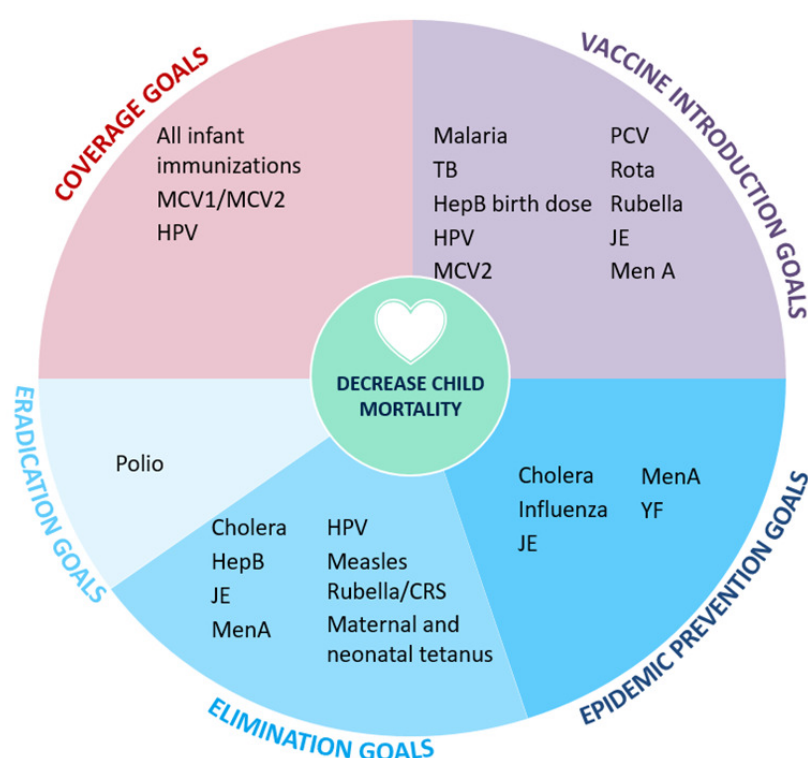 COVERAGE GOALS
All infant
immunizations
MCV1/MCV2
HPV
VACCINE INTRODUCTION GOALS
Malaria
TB
HepB birth dose
HPV
MCV2
PCV
Rota
Rubella
JE
Men A
DECREASE CHILD
MORTALITY
ERADICATION GOALS
Polio
ELIMINATION GOALS
Cholera
HepB
JE
MenA
HPV
Measles
Rubella/CRS
Maternal and
neonatal tetanus
EPIDEMIC PREVENTION GOALS
Cholera
Influenza
JE
MenA
YF